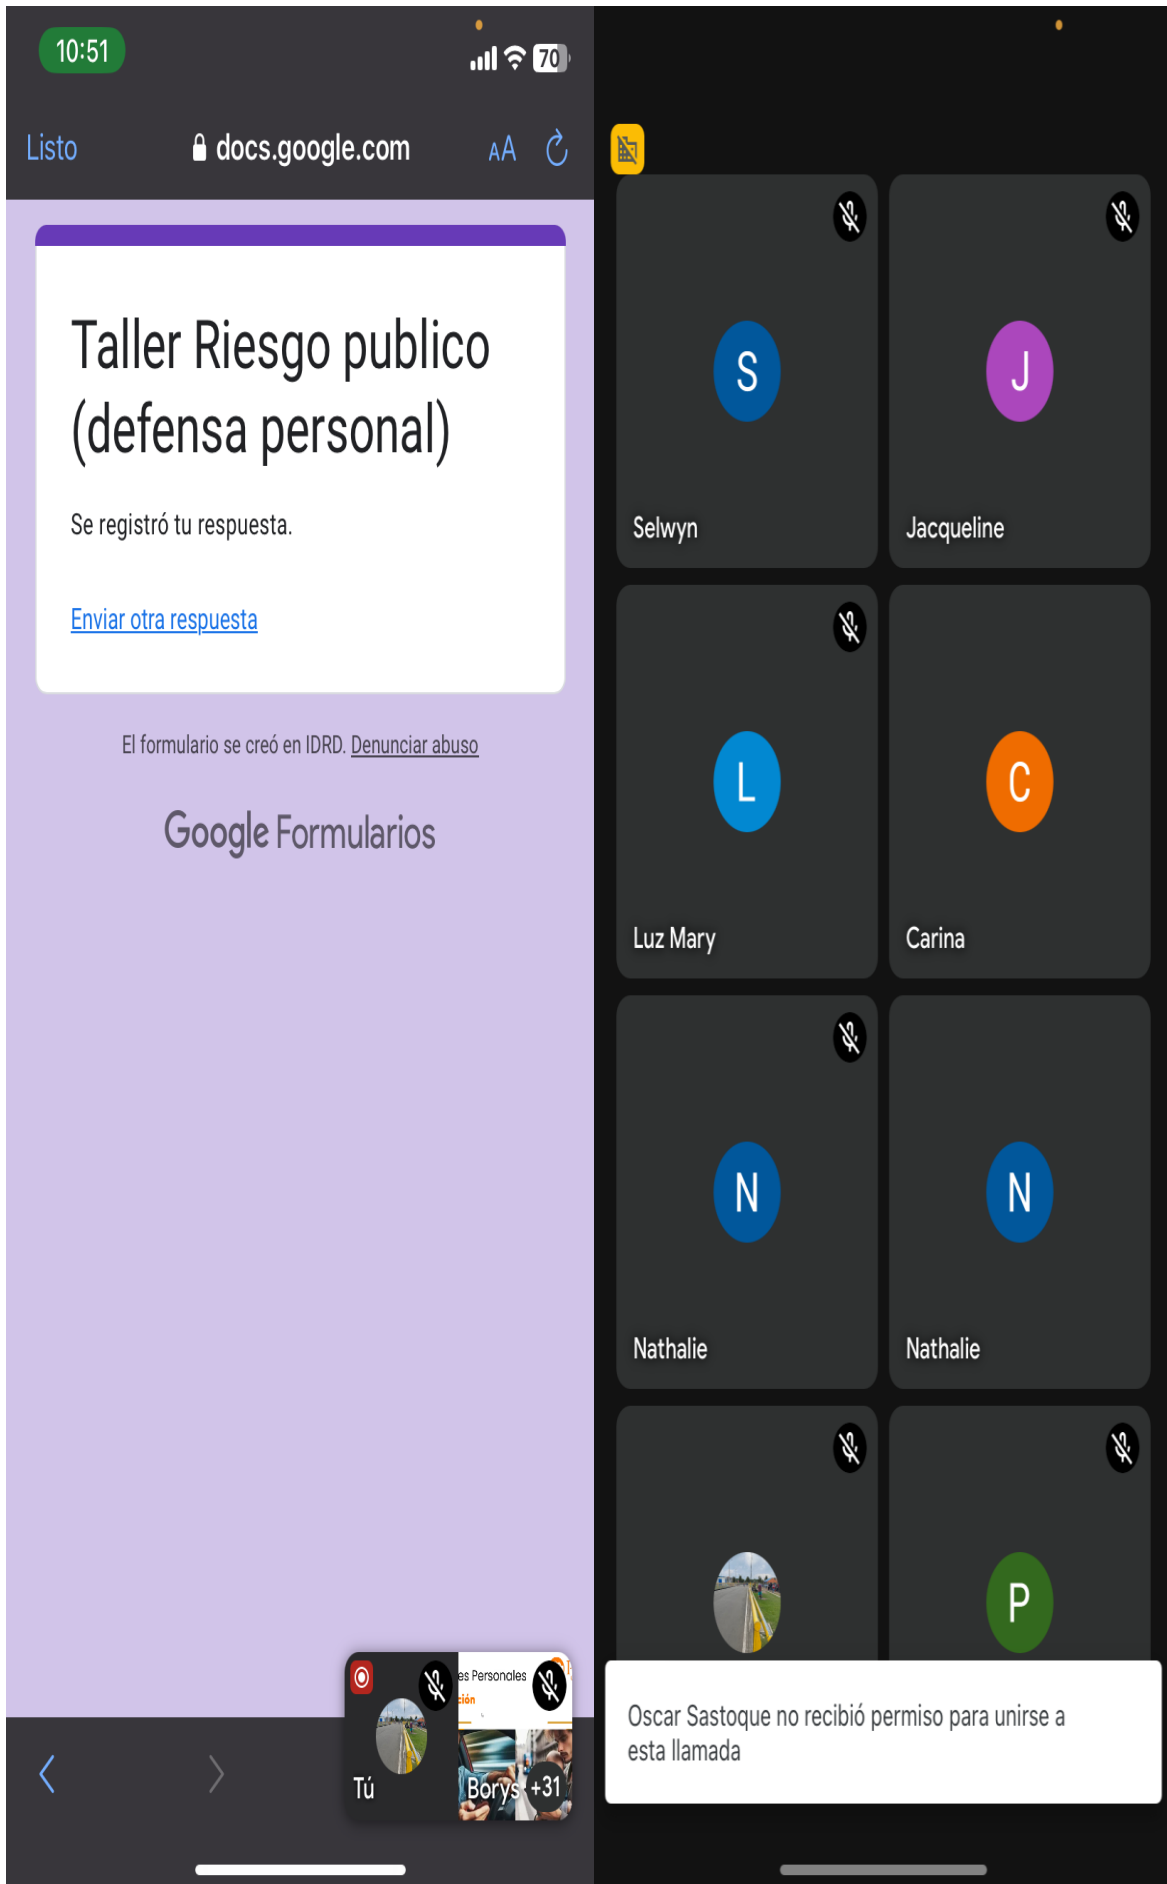 10:51
70
Listo
docs.google.com
AA
Taller Riesgo publico
(defensa personal)
Se registró tu respuesta.
Enviar otra respuesta
El formulario se creó en IDRD. Denunciar abuso
Google Formularios
es Personales
ción
Tú
Borys
+31
S
Selwyn
J
Jacqueline
L
Luz Mary
C
Carina
N
Nathalie
N
Nathalie
P
Oscar Sastoque no recibió permiso para unirse a
esta llamada